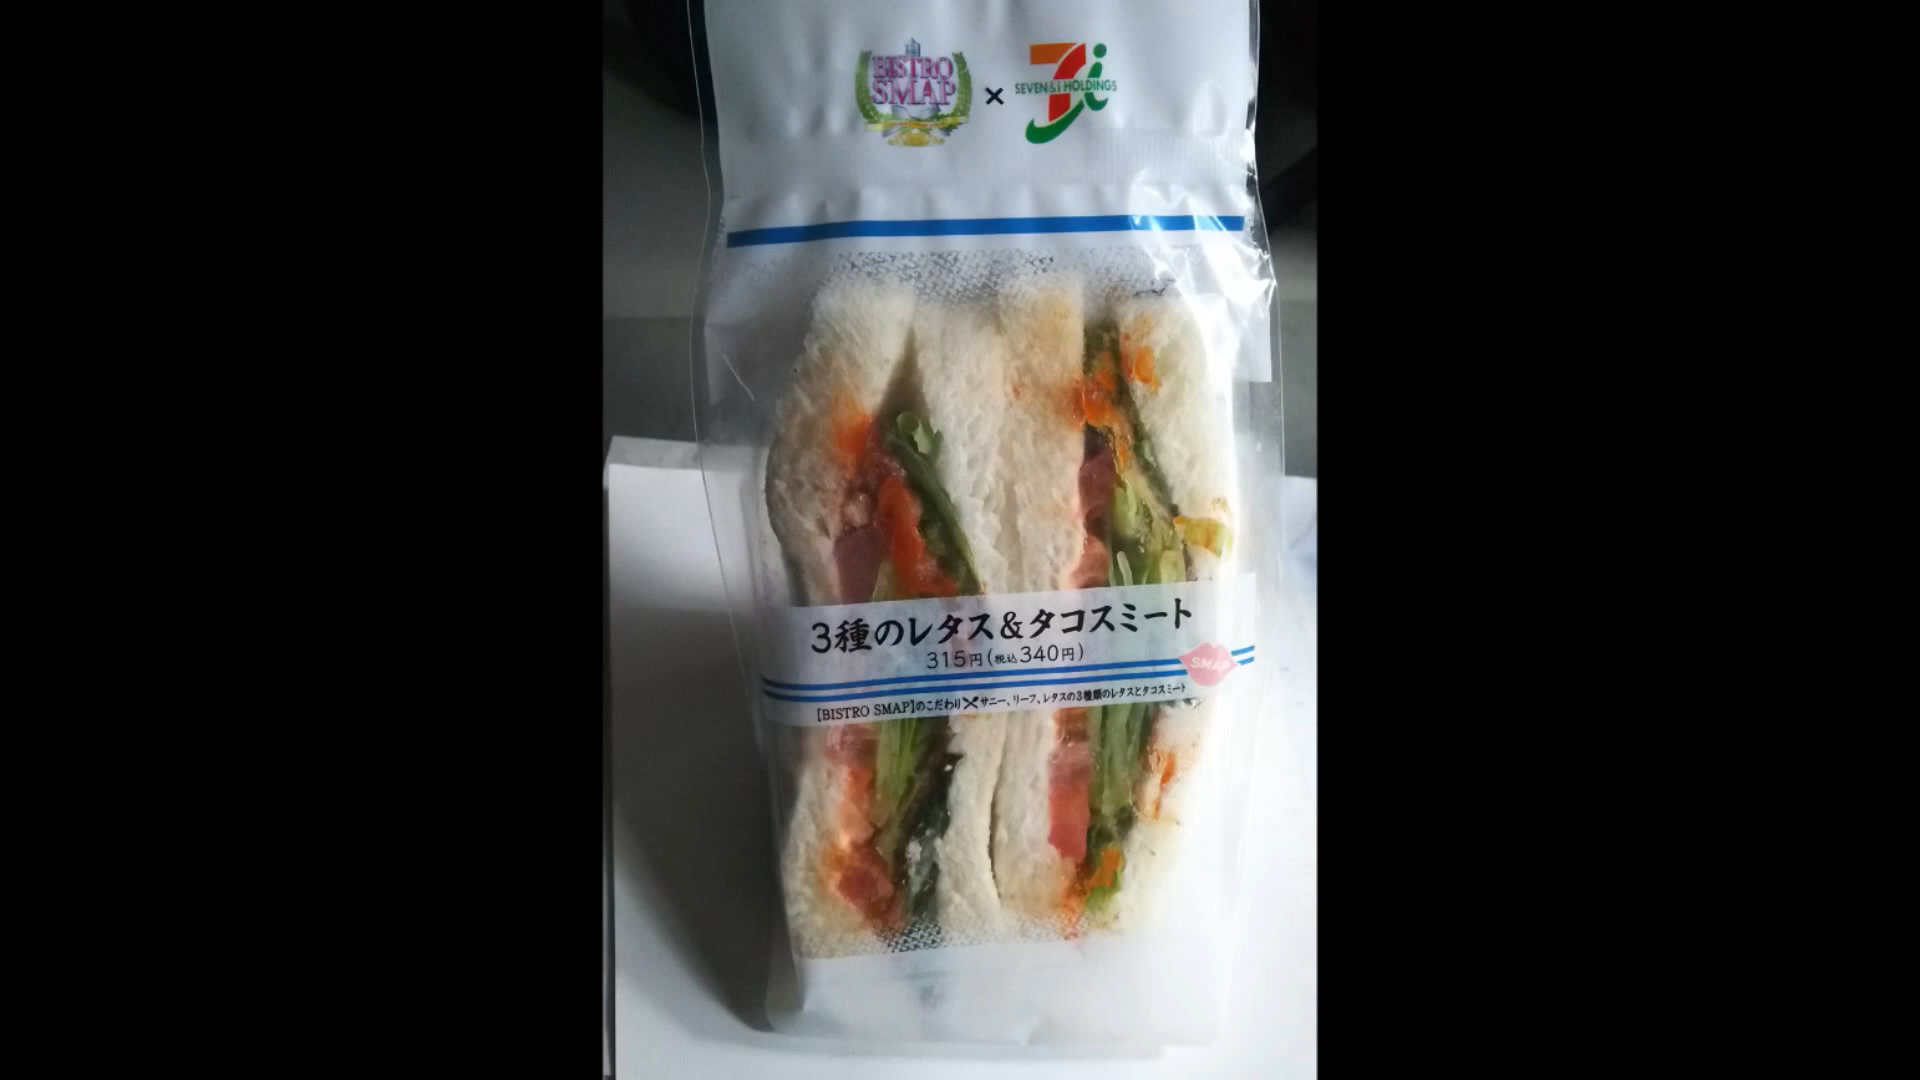 BISTRO
SMAP
×
SEVEN&i HOLDINGS
3種のレタス&タコスミート
315円(税込340円)
SMAP
【BISTRO SMAP】のこだわり サニー、リーフ、レタスの3種類のレタスとタコスミート